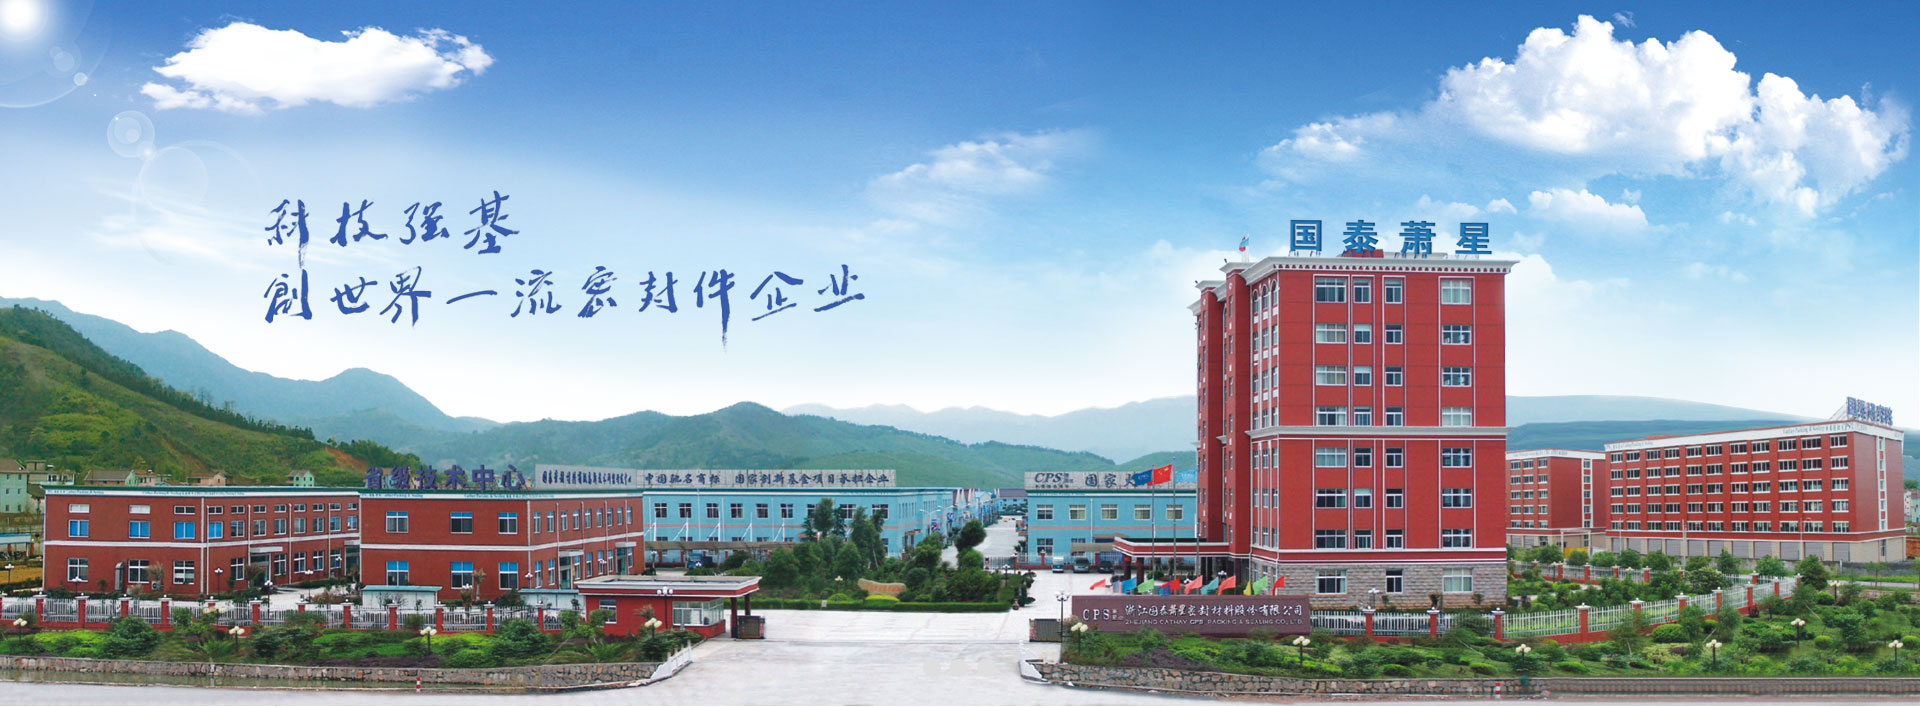 科技强基
創世界一流密封件企业
国泰萧星
省级技术中心
中国驰名商标 国家创新基金项目承担企业
CPS
国家火
CPS
浙江国泰萧星密封材料股份有限公司
ZHEJIANG CATHAY CPS PACKING & SEALING CO., LTD.